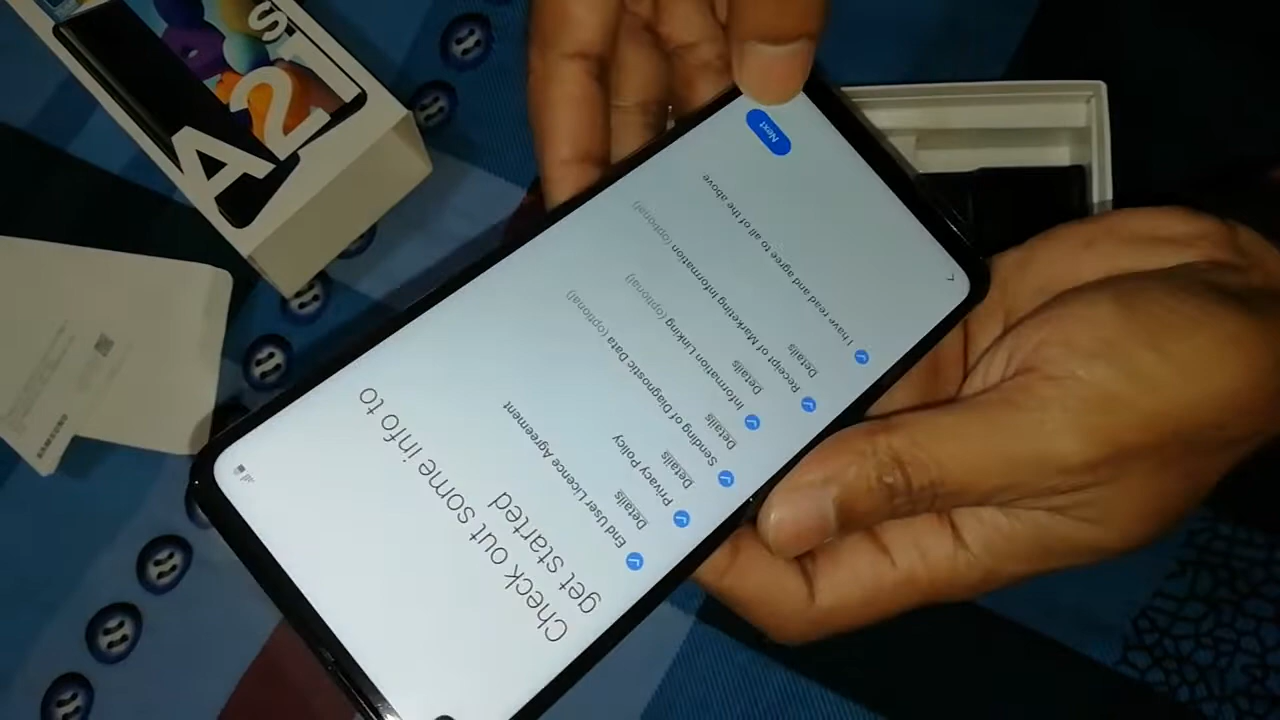 A21s
Check out some info to
get started
End User Licence Agreement
Details
Privacy Policy
Details
Sending of Diagnostic Data (optional)
Details
Information Linking (optional)
Details
Receipt of Marketing Information (optional)
Details
I have read and agree to all of the above
Next